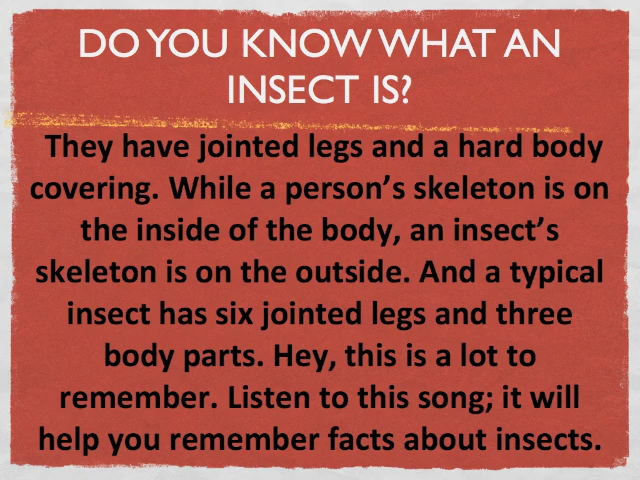 DO YOU KNOW WHAT AN
INSECT IS?
They have jointed legs and a hard body
covering. While a person’s skeleton is on
the inside of the body, an insect’s
skeleton is on the outside. And a typical
insect has six jointed legs and three
body parts. Hey, this is a lot to
remember. Listen to this song; it will
help you remember facts about insects.